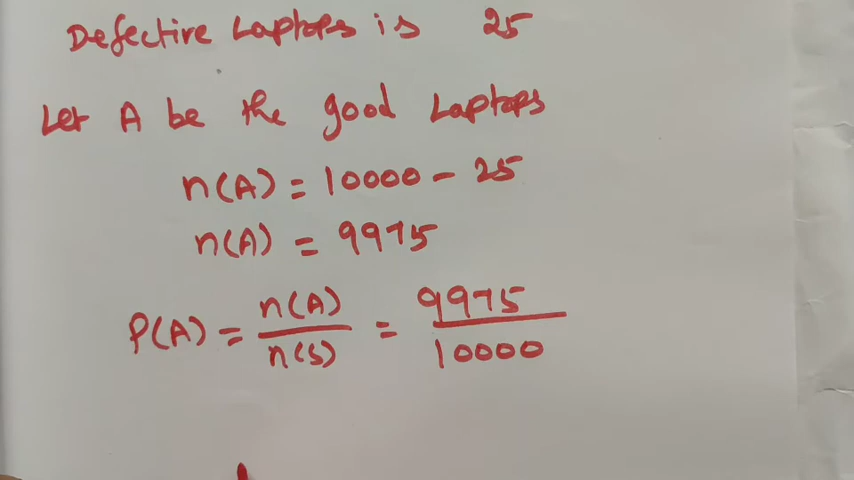 Defective Laptops is 25
Let A be the good Laptops
n(A) = 10000 - 25
n(A) = 9975
P(A) = n(A)/n(S) = 9975/10000